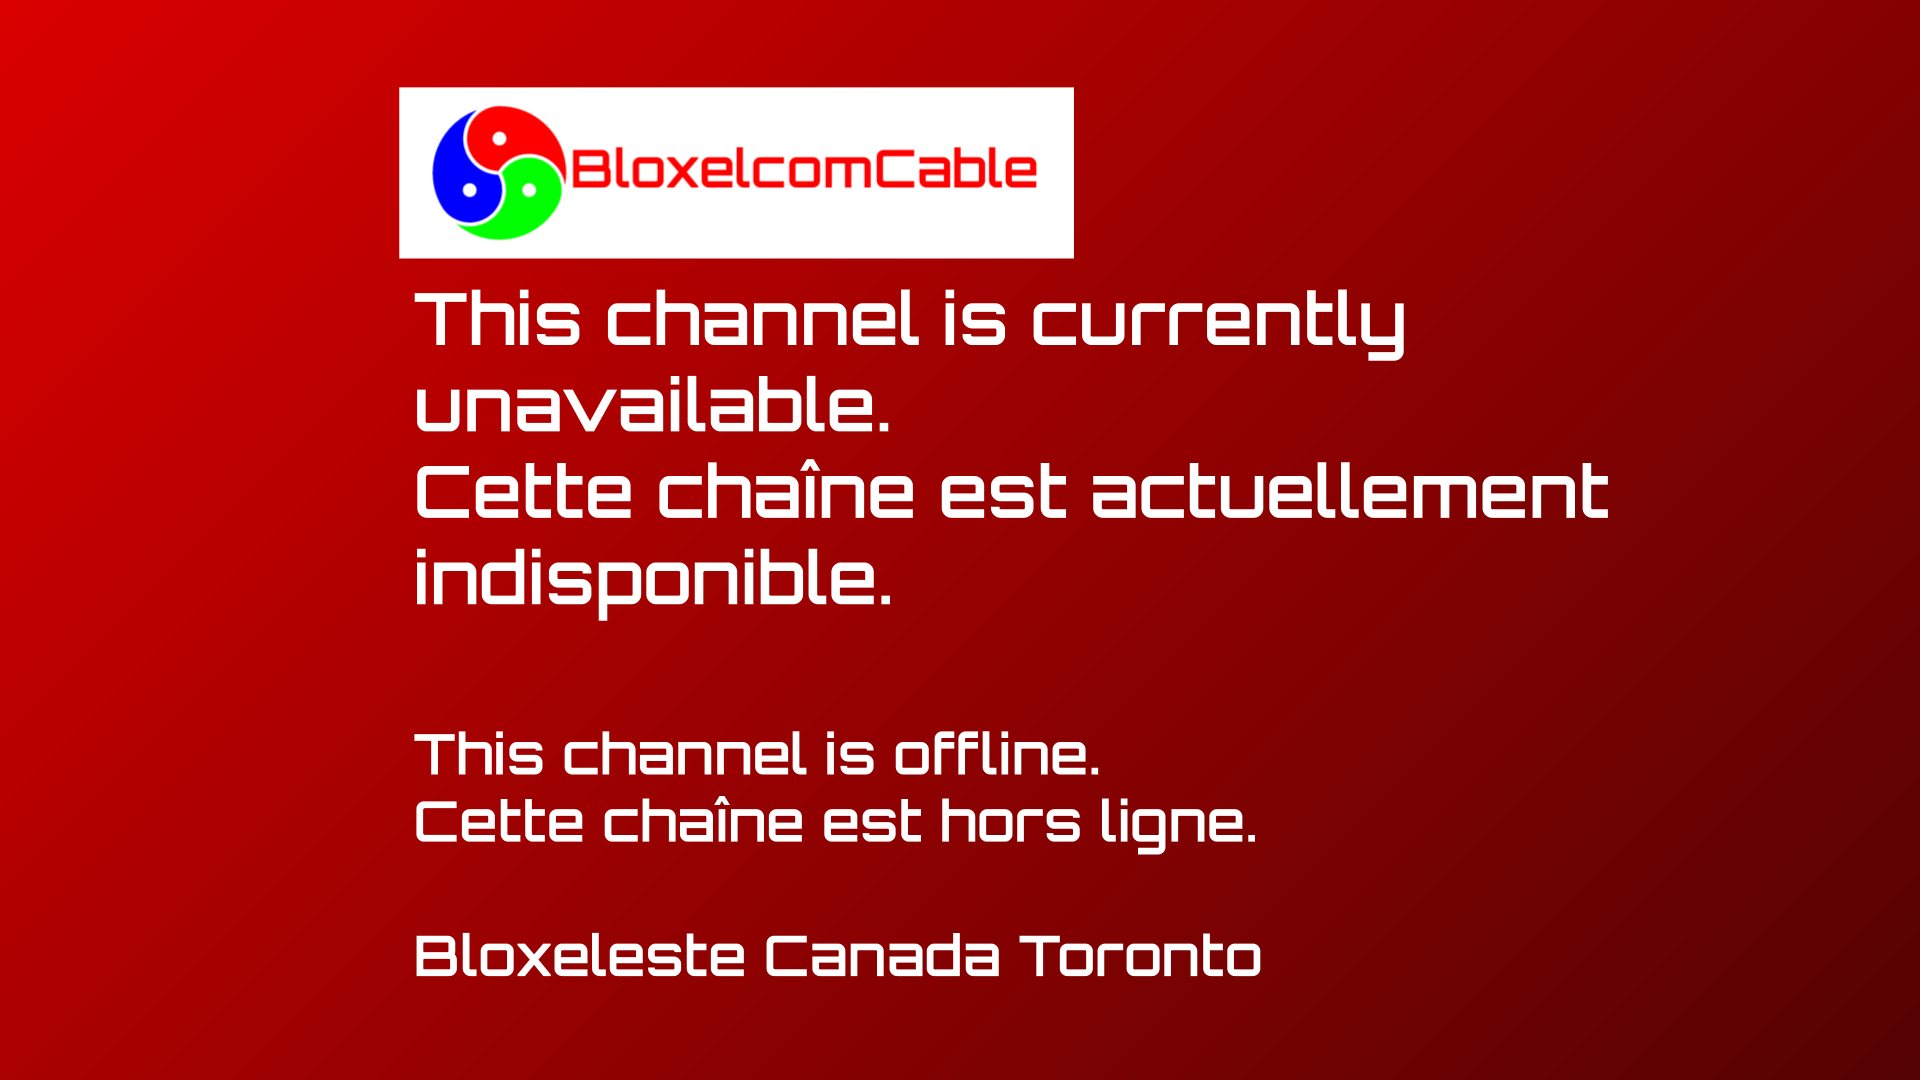 BloxelcomCable
This channel is currently
unavailable.
Cette chaîne est actuellement
indisponible.
This channel is offline.
Cette chaîne est hors ligne.
Bloxeleste Canada Toronto